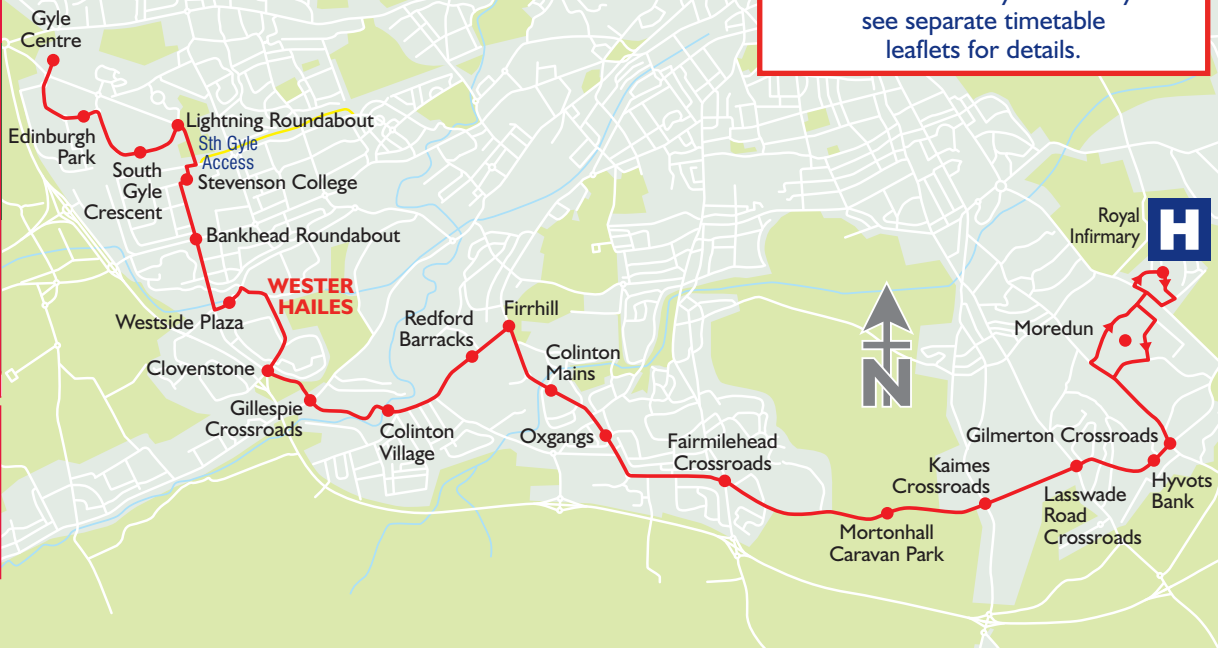 see separate timetable
leaflets for details.
Gyle
Centre
Edinburgh
Park
South
Gyle
Crescent
Lightning Roundabout
Sth Gyle
Access
Stevenson College
Bankhead Roundabout
WESTER
HAILES
Westside Plaza
Clovenstone
Gillespie
Crossroads
Colinton
Village
Redford
Barracks
Firrhill
Colinton
Mains
Oxgangs
Fairmilehead
Crossroads
N
Mortonhall
Caravan Park
Kaimes
Crossroads
Lasswade
Road
Crossroads
Gilmerton Crossroads
Hyvots
Bank
Moredun
Royal
Infirmary
H